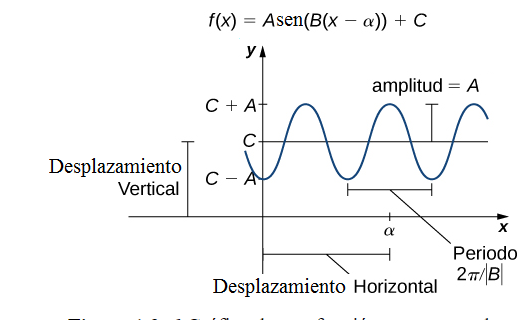 f(x) = Asen(B(x − α)) + C
y
amplitud = A
C + A
C
Desplazamiento
Vertical
C − A
α
x
Periodo
2π/|B|
Desplazamiento Horizontal